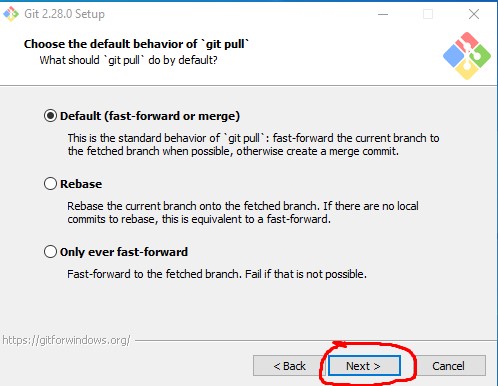 Git 2.28.0 Setup
Choose the default behavior of `git pull`
What should `git pull` do by default?
Default (fast-forward or merge)
This is the standard behavior of `git pull`: fast-forward the current branch to
the fetched branch when possible, otherwise create a merge commit.
Rebase
Rebase the current branch onto the fetched branch. If there are no local
commits to rebase, this is equivalent to a fast-forward.
Only ever fast-forward
Fast-forward to the fetched branch. Fail if that is not possible.
https://gitforwindows.org/
< Back Next > Cancel